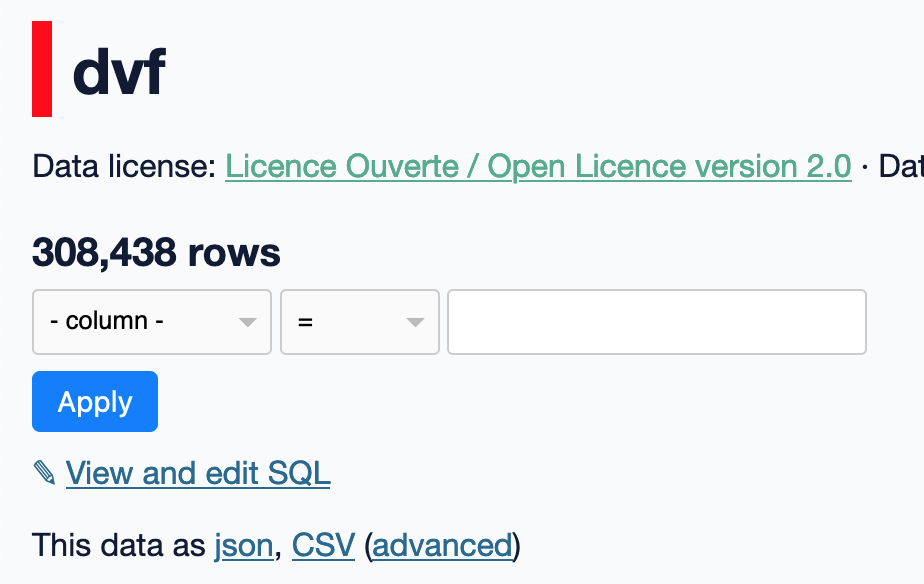 dvf
Data license: Licence Ouverte / Open Licence version 2.0 ·
308,438 rows
- column - =
Apply
✎ View and edit SQL
This data as json, CSV (advanced)